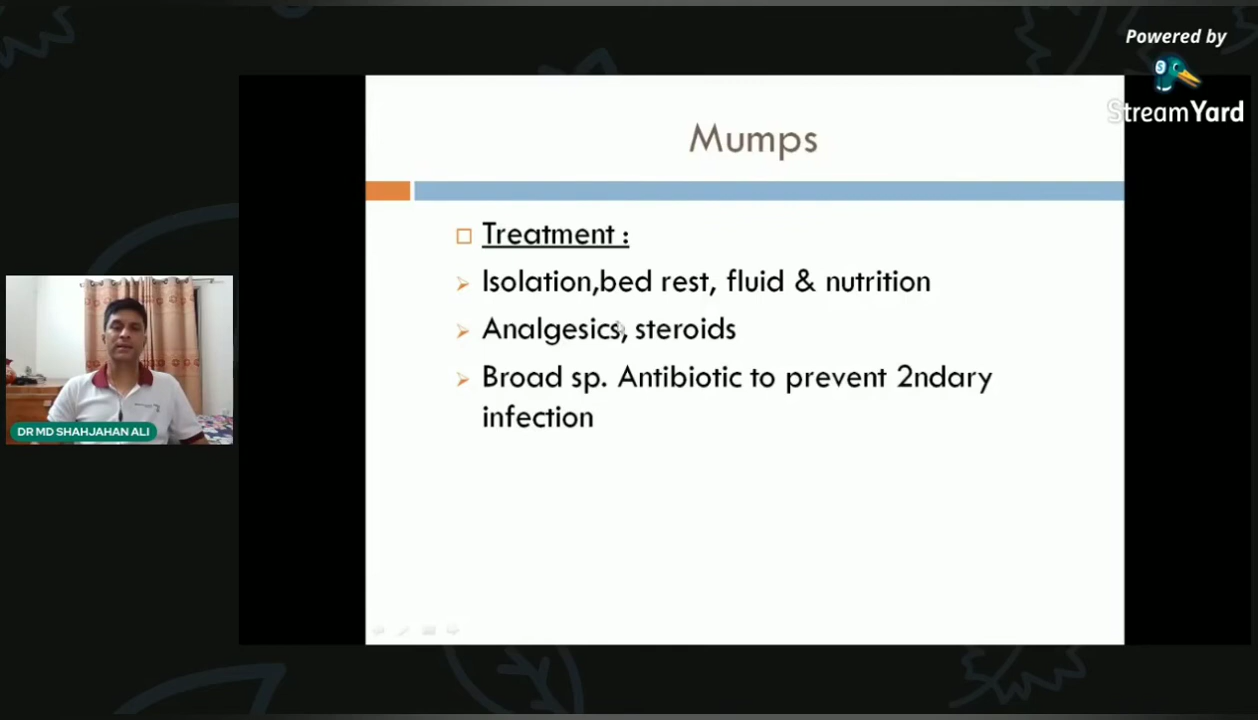 Powered by
StreamYard
Mumps
Treatment :
Isolation,bed rest, fluid & nutrition
Analgesics, steroids
Broad sp. Antibiotic to prevent 2ndary
infection
DR MD SHAHJAHAN ALI